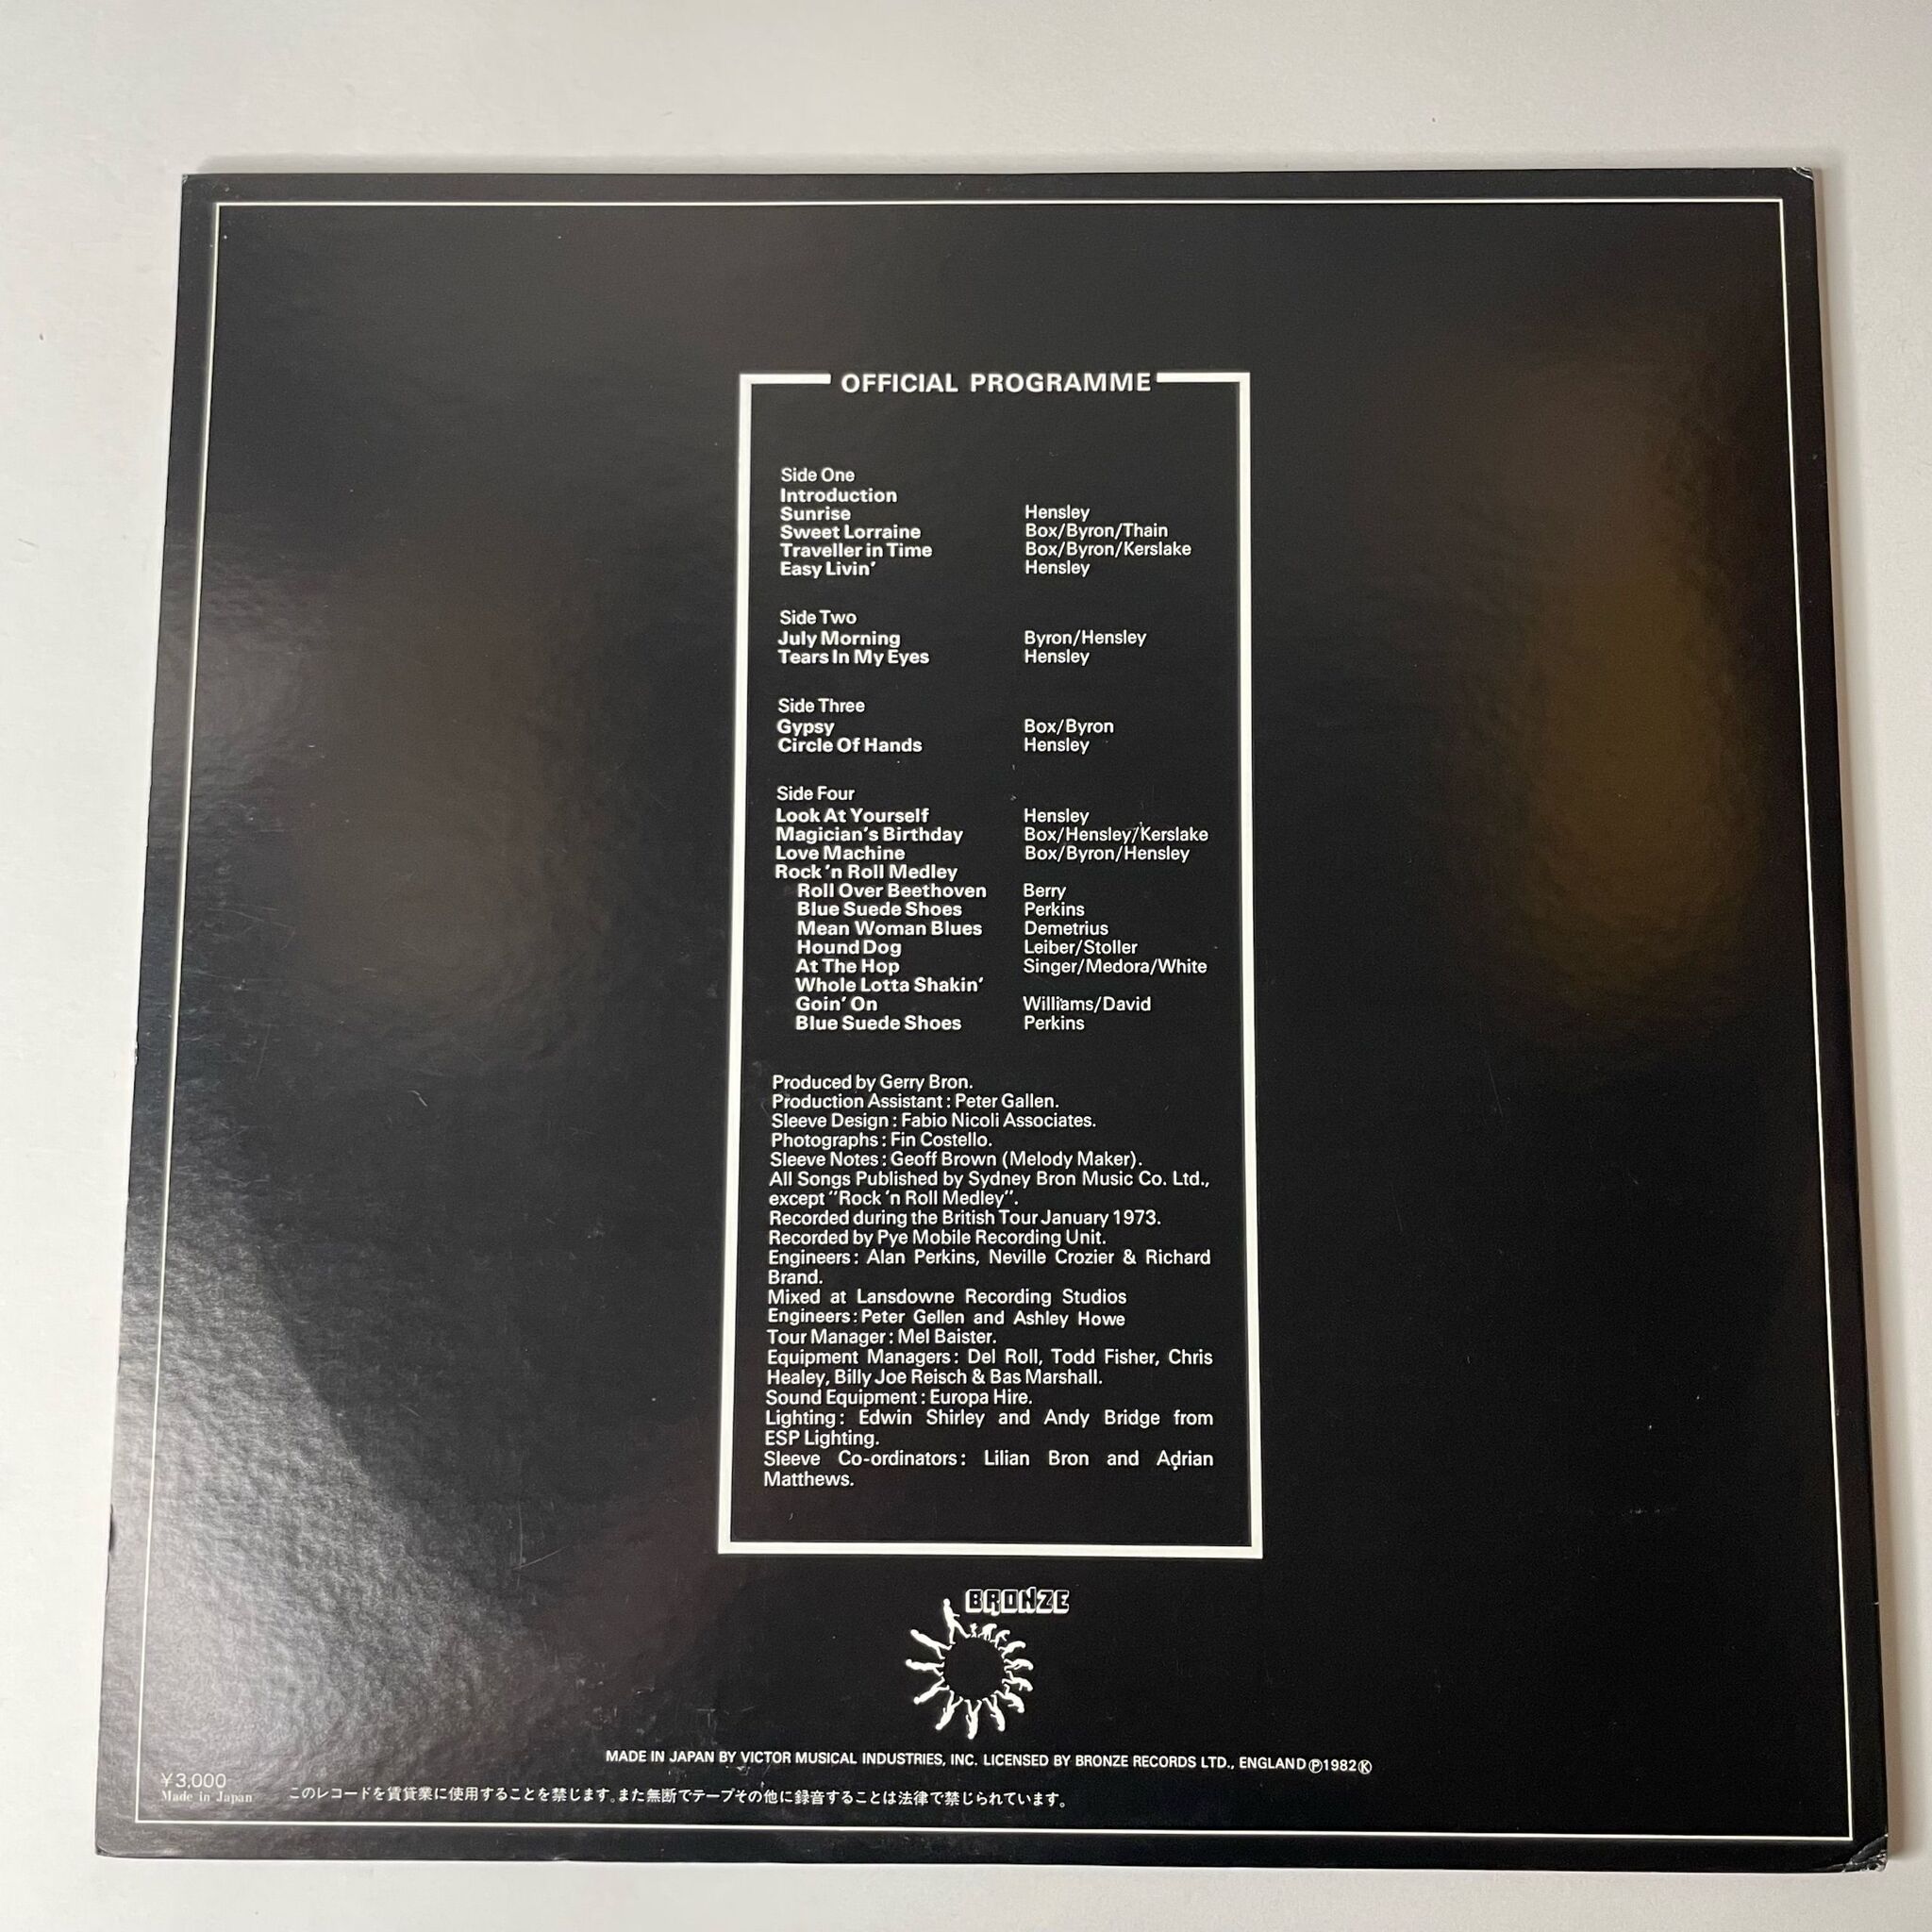 OFFICIAL PROGRAMME
Side One
Introduction
Sunrise Hensley
Sweet Lorraine Box/Byron/Thain
Traveller in Time Box/Byron/Kerslake
Easy Livin' Hensley
Side Two
July Morning Byron/Hensley
Tears In My Eyes Hensley
Side Three
Gypsy Box/Byron
Circle Of Hands Hensley
Side Four
Look At Yourself Hensley
Magician's Birthday Box/Hensley/Kerslake
Love Machine Box/Byron/Hensley
Rock 'n Roll Medley
Roll Over Beethoven Berry
Blue Suede Shoes Perkins
Mean Woman Blues Demetrius
Hound Dog Leiber/Stoller
At The Hop Singer/Medora/White
Whole Lotta Shakin'
Goin' On Williams/David
Blue Suede Shoes Perkins
Produced by Gerry Bron.
Production Assistant: Peter Gallen.
Sleeve Design: Fabio Nicoli Associates.
Photographs: Fin Costello.
Sleeve Notes: Geoff Brown (Melody Maker).
All Songs Published by Sydney Bron Music Co. Ltd.,
except "Rock 'n Roll Medley".
Recorded during the British Tour January 1973.
Recorded by Pye Mobile Recording Unit.
Engineers: Alan Perkins, Neville Crozier & Richard
Brand.
Mixed at Lansdowne Recording Studios
Engineers: Peter Gellen and Ashley Howe
Tour Manager: Mel Baister.
Equipment Managers: Del Roll, Todd Fisher, Chris
Healey, Billy Joe Reisch & Bas Marshall.
Sound Equipment: Europa Hire.
Lighting: Edwin Shirley and Andy Bridge from
ESP Lighting.
Sleeve Co-ordinators: Lilian Bron and Adrian
Matthews.
BRONZE
MADE IN JAPAN BY VICTOR MUSICAL INDUSTRIES, INC. LICENSED BY BRONZE RECORDS LTD., ENGLAND Ⓟ1982Ⓚ
¥3,000
Made in Japan
このレコードを賃貸業に使用することを禁じます。また無断でテープその他に録音することは法律で禁じられています。